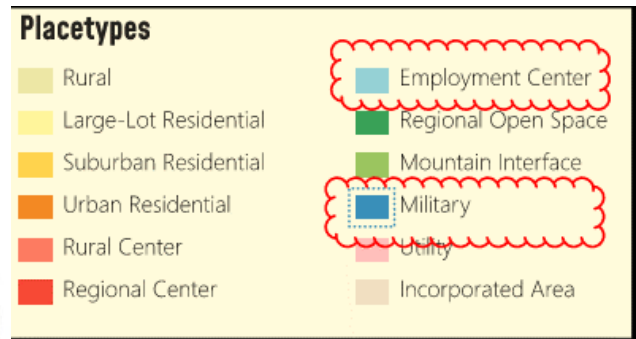 Placetypes
Rural
Large-Lot Residential
Suburban Residential
Urban Residential
Rural Center
Regional Center
Employment Center
Regional Open Space
Mountain Interface
Military
Utility
Incorporated Area